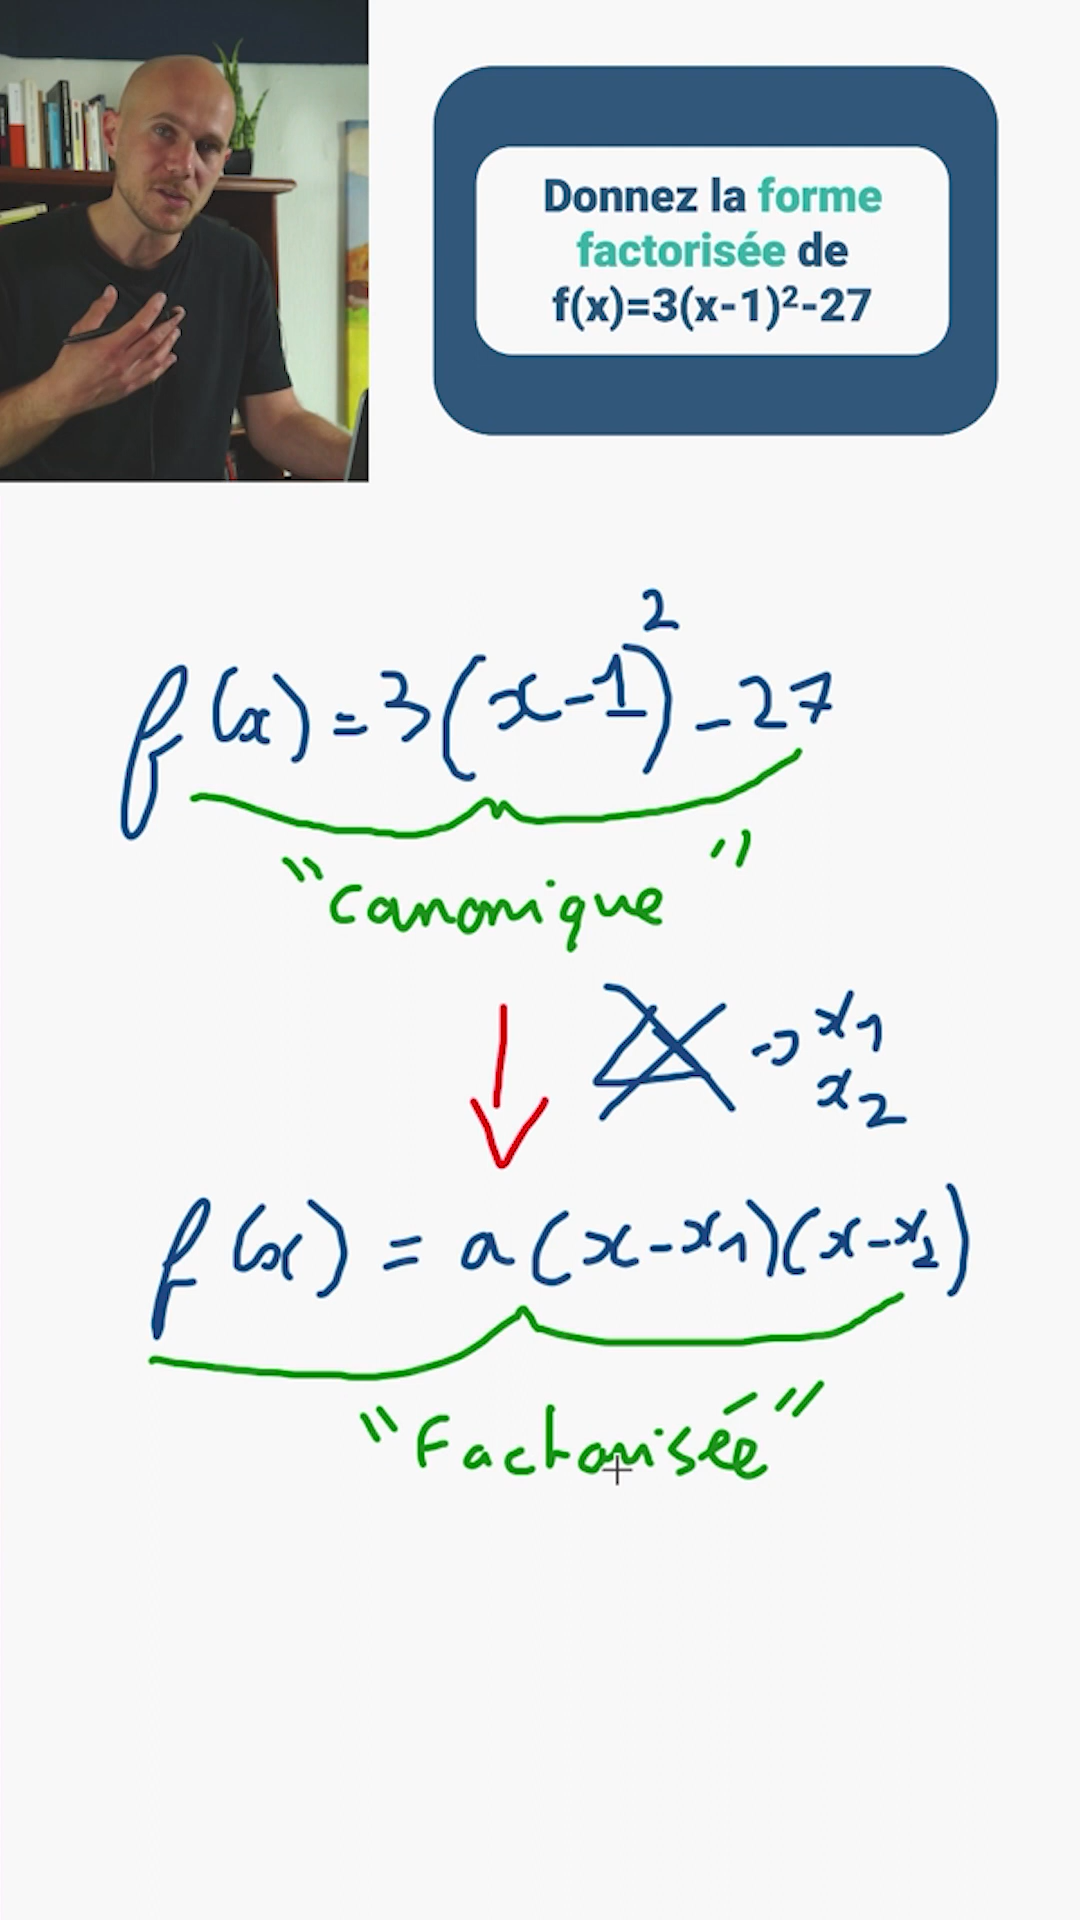 Donnez la forme
factorisée de
f(x)=3(x-1)²-27
f(x)=3(x-1)²-27
"canonique"
Δ→x₁
x₂
f(x)=a(x-x₁)(x-x₂)
"Factorisée"